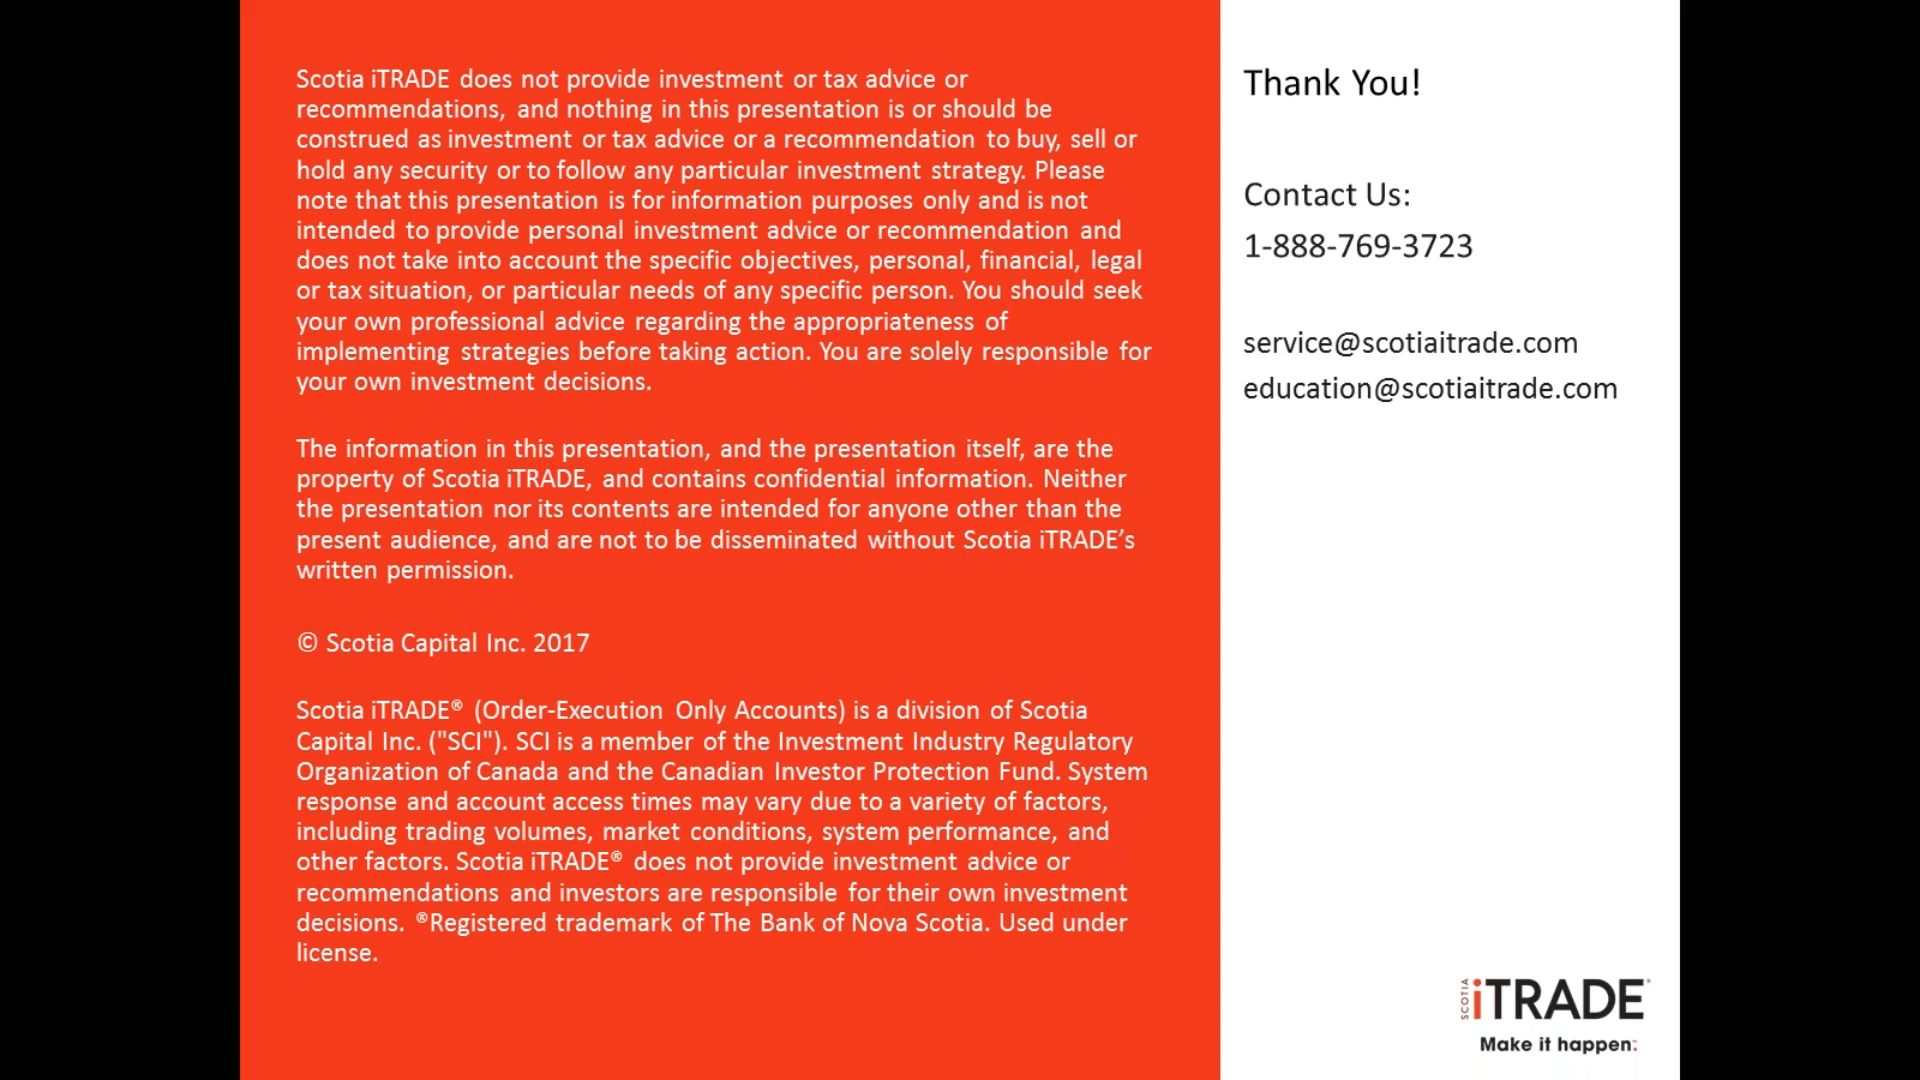 Scotia iTRADE does not provide investment or tax advice or
recommendations, and nothing in this presentation is or should be
construed as investment or tax advice or a recommendation to buy, sell or
hold any security or to follow any particular investment strategy. Please
note that this presentation is for information purposes only and is not
intended to provide personal investment advice or recommendation and
does not take into account the specific objectives, personal, financial, legal
or tax situation, or particular needs of any specific person. You should seek
your own professional advice regarding the appropriateness of
implementing strategies before taking action. You are solely responsible for
your own investment decisions.
The information in this presentation, and the presentation itself, are the
property of Scotia iTRADE, and contains confidential information. Neither
the presentation nor its contents are intended for anyone other than the
present audience, and are not to be disseminated without Scotia iTRADE’s
written permission.
© Scotia Capital Inc. 2017
Scotia iTRADE® (Order-Execution Only Accounts) is a division of Scotia
Capital Inc. ("SCI"). SCI is a member of the Investment Industry Regulatory
Organization of Canada and the Canadian Investor Protection Fund. System
response and account access times may vary due to a variety of factors,
including trading volumes, market conditions, system performance, and
other factors. Scotia iTRADE® does not provide investment advice or
recommendations and investors are responsible for their own investment
decisions. ®Registered trademark of The Bank of Nova Scotia. Used under
license.
Thank You!
Contact Us:
1-888-769-3723
service@scotiaitrade.com
education@scotiaitrade.com
SCOTIA iTRADE®
Make it happen: